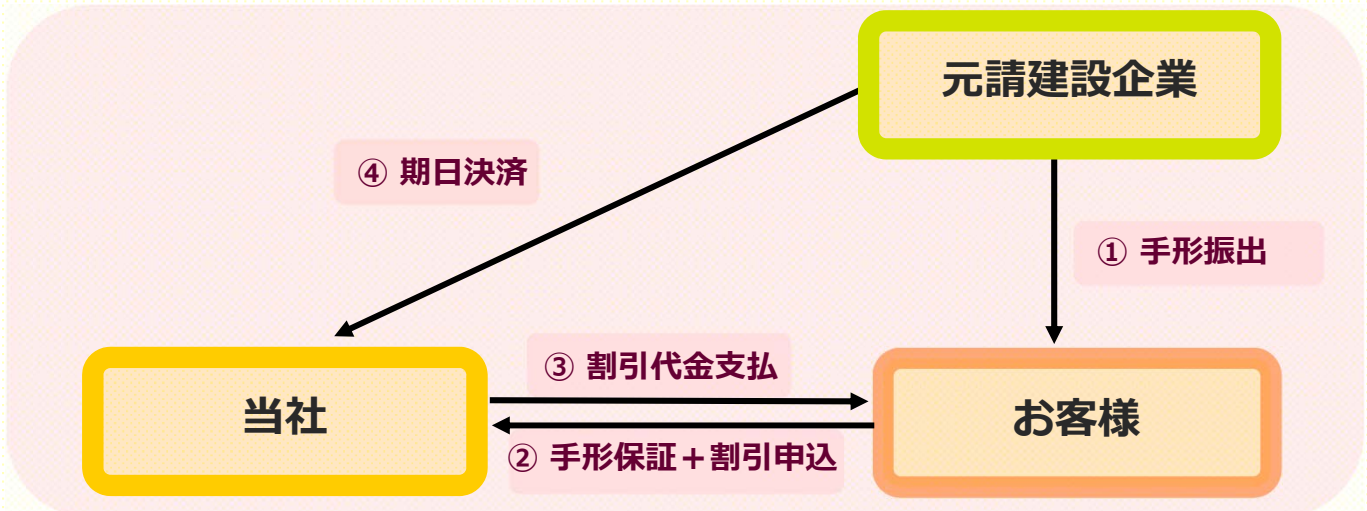 元請建設企業
④ 期日決済
① 手形振出
③ 割引代金支払
当社
お客様
② 手形保証＋割引申込